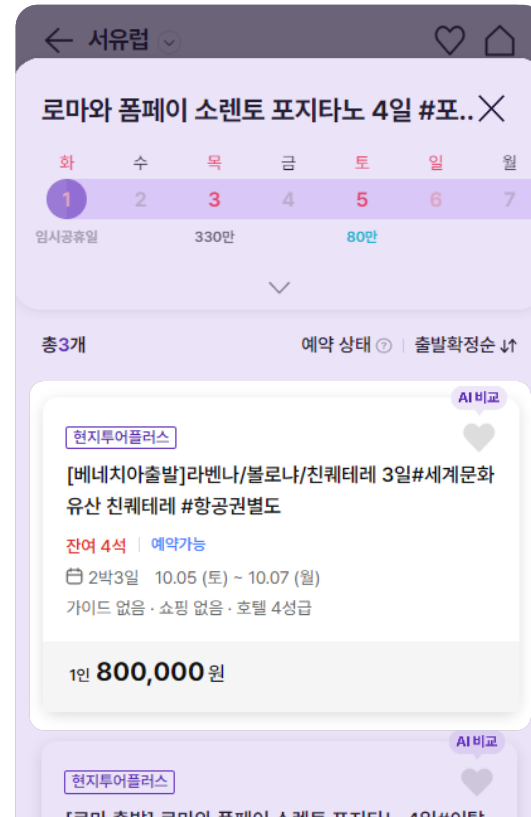 서유럽
로마와 폼페이 소렌토 포지타노 4일 #포..
화 수 목 금 토 일 월
1 2 3 4 5 6 7
임시공휴일 330만 80만
총3개 예약 상태 ? 출발확정순
AI 비교
현지투어플러스
[베네치아출발]라벤나/볼로냐/친퀘테레 3일#세계문화
유산 친퀘테레 #항공권별도
잔여 4석 예약가능
2박3일 10.05 (토) ~ 10.07 (월)
가이드 없음 · 쇼핑 없음 · 호텔 4성급
1인 800,000 원
AI 비교
현지투어플러스